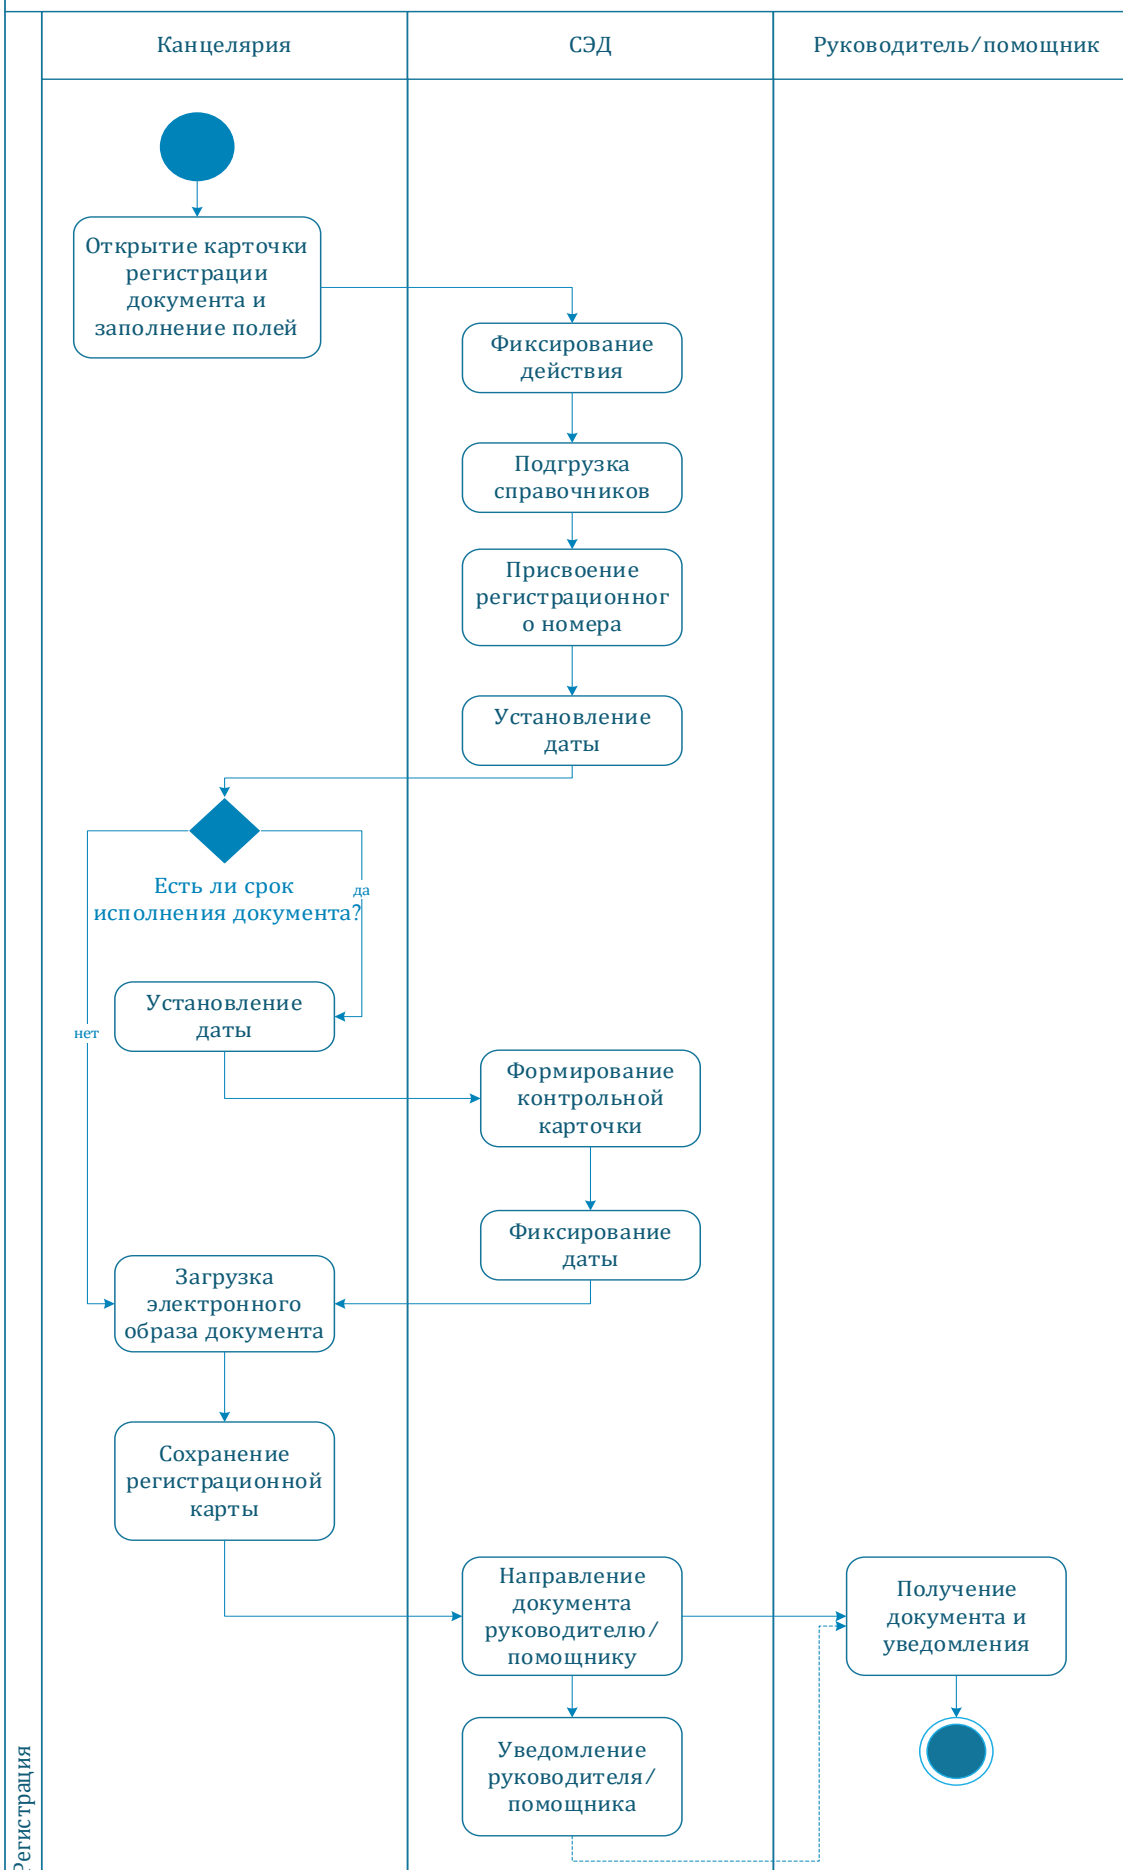 Канцелярия
СЭД
Руководитель/помощник
Открытие карточки
регистрации
документа и
заполнение полей
Фиксирование
действия
Подгрузка
справочников
Присвоение
регистрационног
о номера
Установление
даты
Есть ли срок
исполнения документа?
да
нет
Установление
даты
Формирование
контрольной
карточки
Фиксирование
даты
Загрузка
электронного
образа документа
Сохранение
регистрационной
карты
Направление
документа
руководителю/
помощнику
Получение
документа и
уведомления
Уведомление
руководителя/
помощника
Регистрация